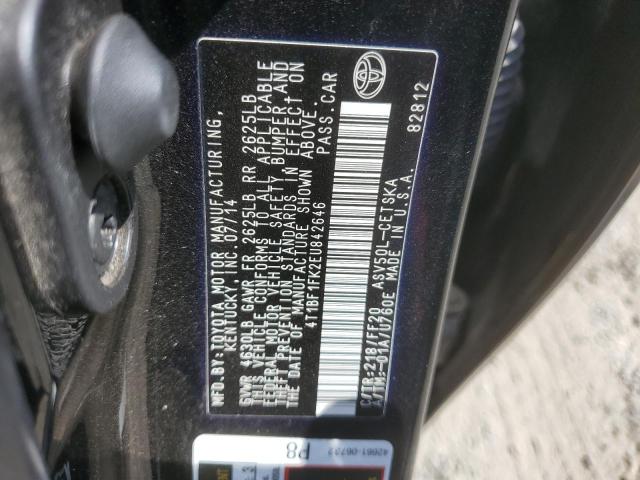 MFD. BY: TOYOTA MOTOR MANUFACTURING,
KENTUCKY, INC. 07/14
GVWR 4630LB GAWR FR 2625LB RR 2625LB
THIS VEHICLE CONFORMS TO ALL APPLICABLE
FEDERAL MOTOR VEHICLE SAFETY, BUMPER AND
THEFT PREVENTION STANDARDS IN EFFECT ON
THE DATE OF MANUFACTURE SHOWN ABOVE.
4T1BF1FK2EU842646 PASS. CAR
C/TR:218/FF20 ASV50L-CETSKA
A/TM:-01A/U760E MADE IN U.S.A.
82812
P8
42661-06722